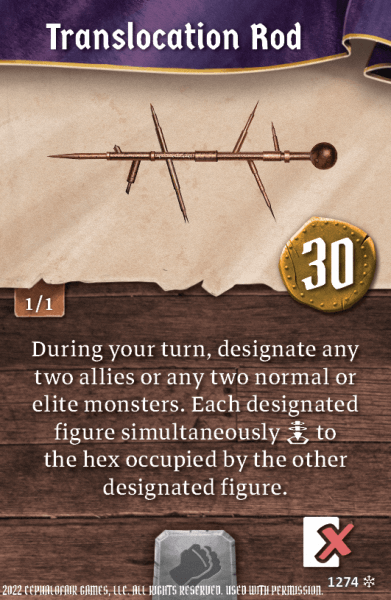 Translocation Rod
30
1/1
During your turn, designate any
two allies or any two normal or
elite monsters. Each designated
figure simultaneously to
the hex occupied by the other
designated figure.
1274
2022 CEPHALOFAIR GAMES, LLC. ALL RIGHTS RESERVED. USED WITH PERMISSION.